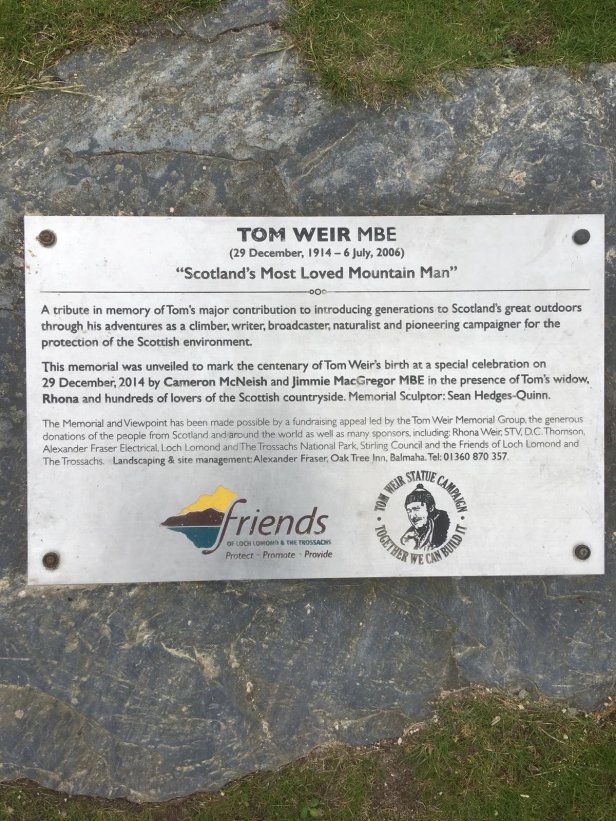 TOM WEIR MBE
(29 December, 1914 – 6 July, 2006)
“Scotland’s Most Loved Mountain Man”
A tribute in memory of Tom’s major contribution to introducing generations to Scotland’s great outdoors
through his adventures as a climber, writer, broadcaster, naturalist and pioneering campaigner for the
protection of the Scottish environment.
This memorial was unveiled to mark the centenary of Tom Weir’s birth at a special celebration on
29 December, 2014 by Cameron McNeish and Jimmie MacGregor MBE in the presence of Tom’s widow,
Rhona and hundreds of lovers of the Scottish countryside. Memorial Sculptor: Sean Hedges-Quinn.
The Memorial and Viewpoint has been made possible by a fundraising appeal led by the Tom Weir Memorial Group, the generous
donations of the people from Scotland and around the world as well as many sponsors, including: Rhona Weir, STV, D.C. Thomson,
Alexander Fraser Electrical, Loch Lomond and The Trossachs National Park, Stirling Council and the Friends of Loch Lomond and
The Trossachs. Landscaping & site management: Alexander Fraser, Oak Tree Inn, Balmaha. Tel: 01360 870 357.
friends
OF LOCH LOMOND & THE TROSSACHS
Protect - Promote - Provide
• TOM WEIR STATUE CAMPAIGN •
TOGETHER WE CAN BUILD IT